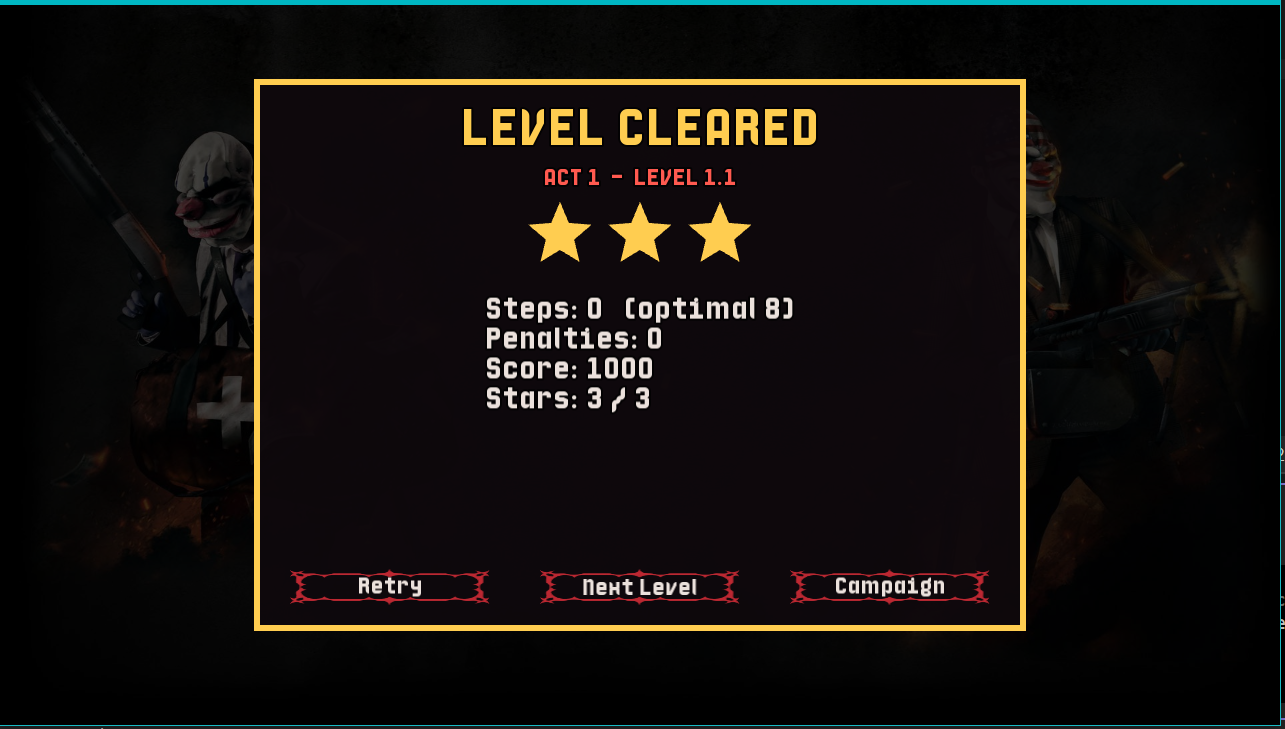 LEVEL CLEARED
ACT 1 - LEVEL 1.1
Steps: 0 (optimal 8)
Penalties: 0
Score: 1000
Stars: 3 / 3
Retry
Next Level
Campaign